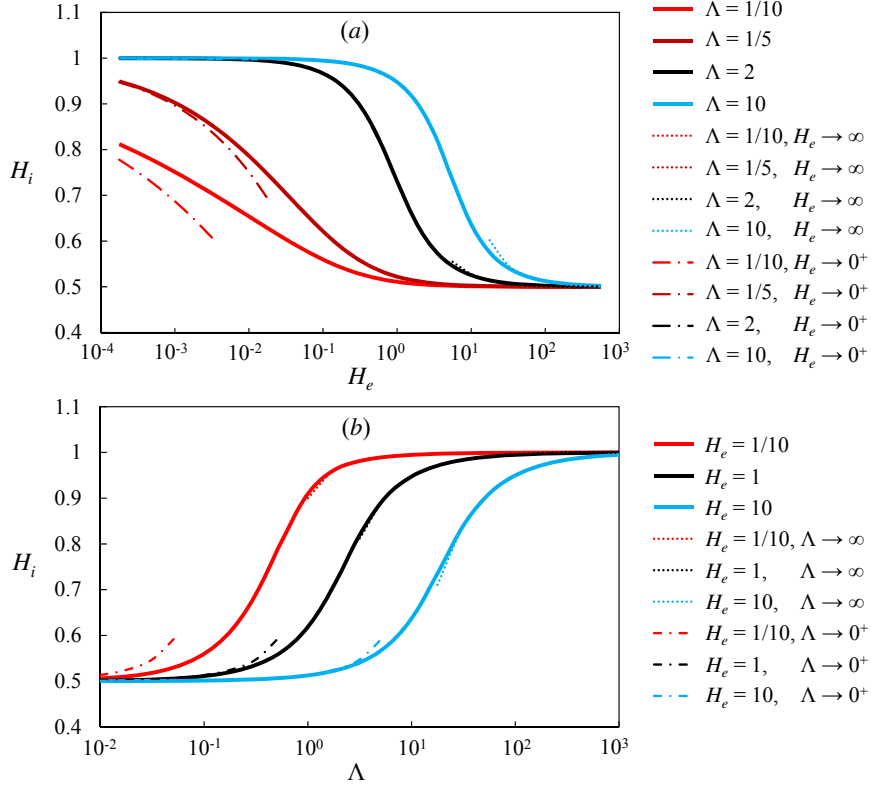 (a)
1.1
1
0.9
0.8
0.7
0.6
0.5
0.4
H_i
10^-4
10^-3
10^-2
10^-1
10^0
10^1
10^2
10^3
H_e
Λ = 1/10
Λ = 1/5
Λ = 2
Λ = 10
Λ = 1/10, H_e → ∞
Λ = 1/5, H_e → ∞
Λ = 2, H_e → ∞
Λ = 10, H_e → ∞
Λ = 1/10, H_e → 0^+
Λ = 1/5, H_e → 0^+
Λ = 2, H_e → 0^+
Λ = 10, H_e → 0^+
(b)
1.1
1
0.9
0.8
0.7
0.6
0.5
0.4
H_i
10^-2
10^-1
10^0
10^1
10^2
10^3
Λ
H_e = 1/10
H_e = 1
H_e = 10
H_e = 1/10, Λ → ∞
H_e = 1, Λ → ∞
H_e = 10, Λ → ∞
H_e = 1/10, Λ → 0^+
H_e = 1, Λ → 0^+
H_e = 10, Λ → 0^+